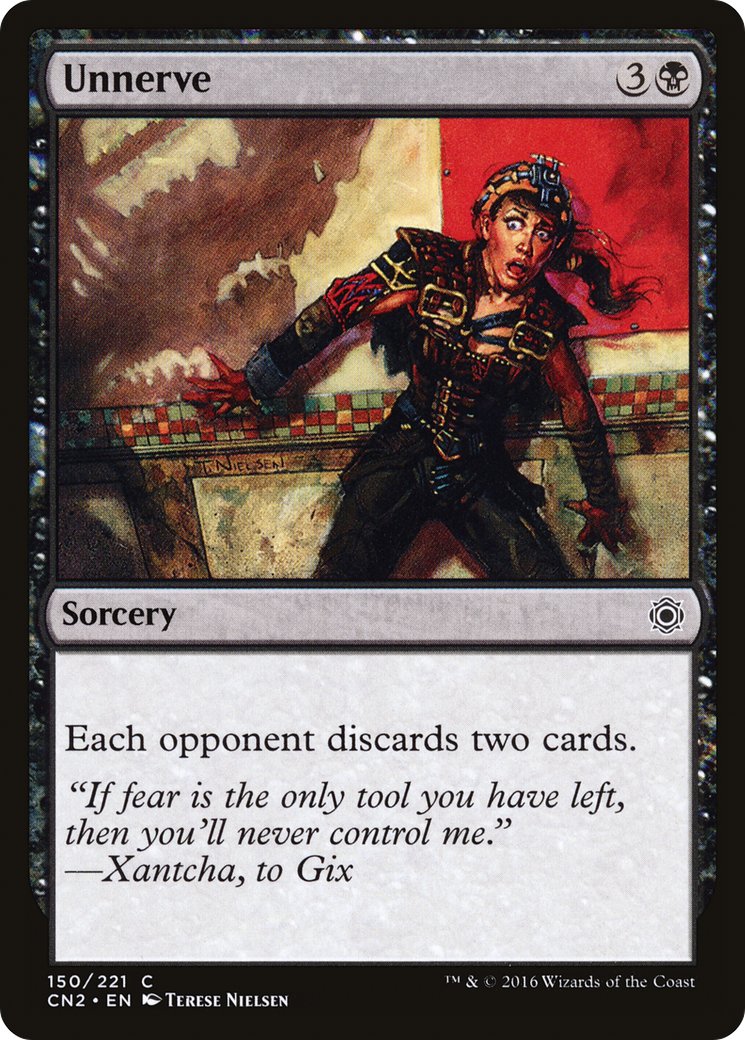 Unnerve 3
T. NIELSEN
Sorcery
Each opponent discards two cards.
“If fear is the only tool you have left,
then you’ll never control me.”
—Xantcha, to Gix
150/221 C
CN2 • EN TERESE NIELSEN
™ & © 2016 Wizards of the Coast